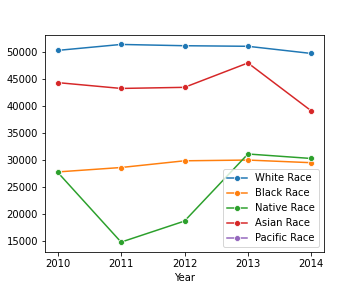 50000
45000
40000
35000
30000
25000
20000
15000
White Race
Black Race
Native Race
Asian Race
Pacific Race
2010 2011 2012 2013 2014
Year